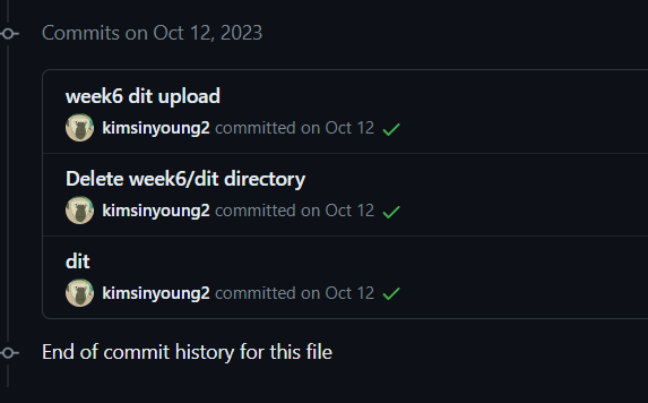 Commits on Oct 12, 2023
week6 dit upload
kimsinyoung2 committed on Oct 12
Delete week6/dit directory
kimsinyoung2 committed on Oct 12
dit
kimsinyoung2 committed on Oct 12
End of commit history for this file